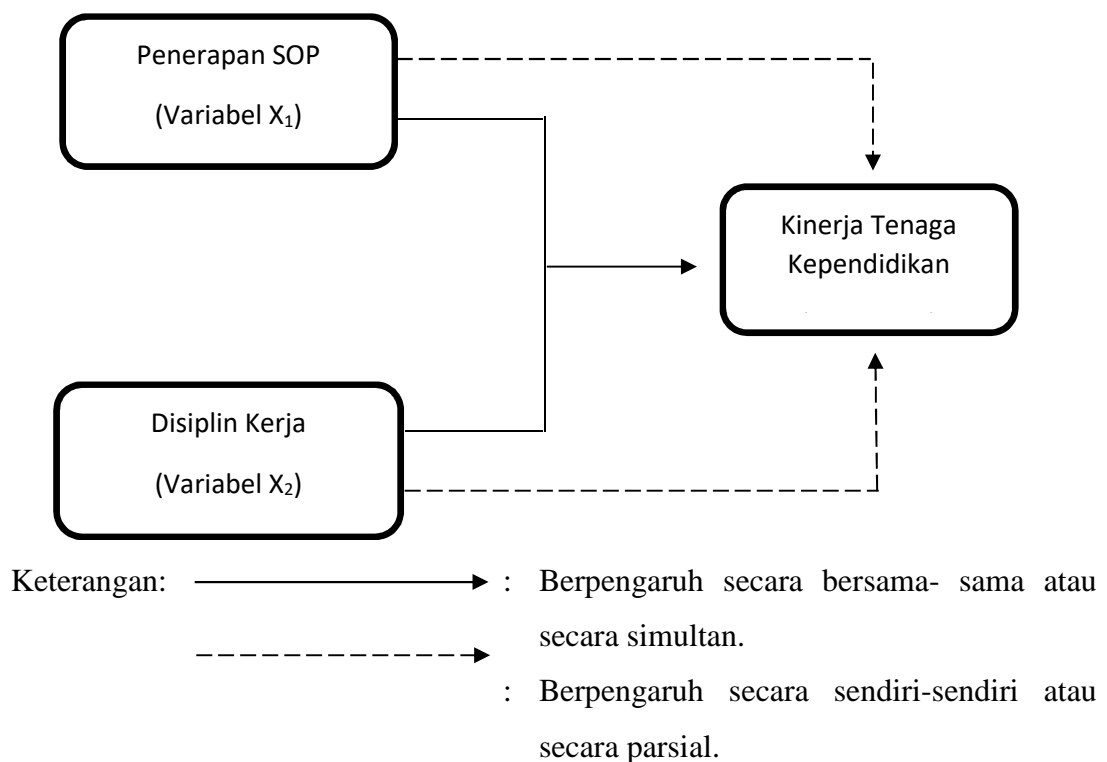 Penerapan SOP
(Variabel X₁)
Kinerja Tenaga
Kependidikan
Disiplin Kerja
(Variabel X₂)
Keterangan: : Berpengaruh secara bersama- sama atau
secara simultan.
: Berpengaruh secara sendiri-sendiri atau
secara parsial.